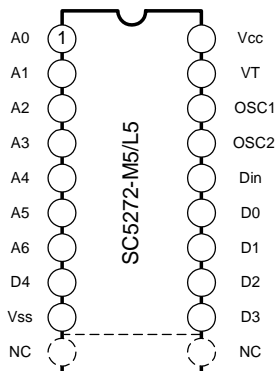 A0 1 Vcc
A1 VT
A2 OSC1
A3 OSC2
A4 Din
A5 D0
A6 D1
D4 D2
Vss D3
NC NC
SC5272-M5/L5